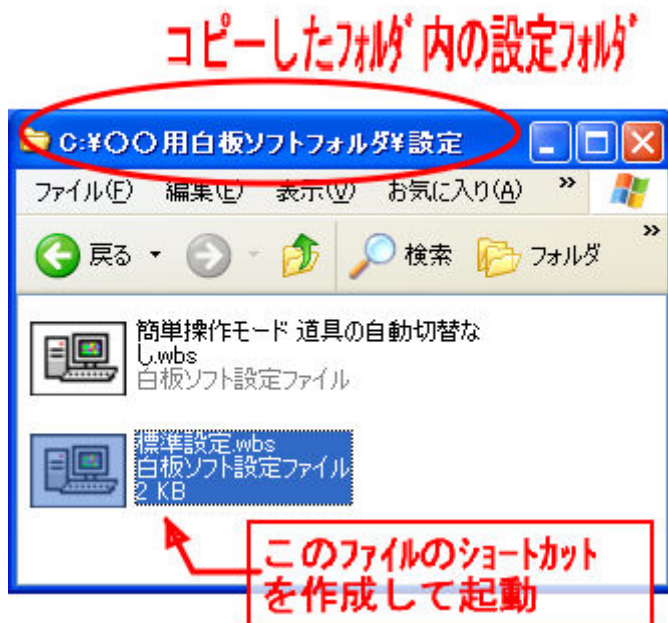 コピーしたﾌｫﾙﾀﾞ内の設定ﾌｫﾙﾀﾞ
C:¥〇〇用白板ソフトフォルダ¥設定
ファイル(F) 編集(E) 表示(V) お気に入り(A) »
戻る 検索 フォルダ »
簡単操作モード 道具の自動切替な
し.wbs
白板ソフト設定ファイル
標準設定.wbs
白板ソフト設定ファイル
2 KB
このﾌｧｲﾙのｼｮｰﾄｶｯﾄ
を作成して起動